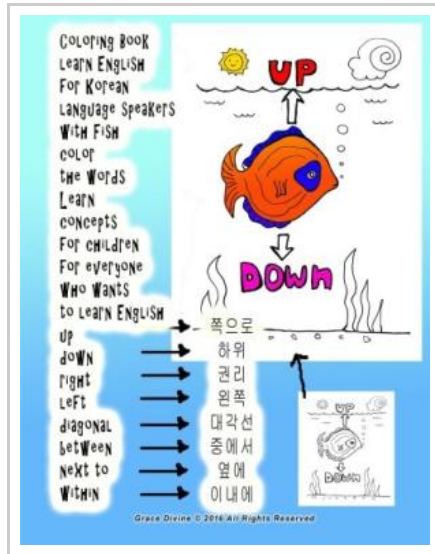 Coloring Book
Learn English
For Korean
Language Speakers
With Fish
color
the Words
Learn
concepts
For children
For everyone
Who Wants
to Learn English
up
down
right
Left
diagonal
between
Next to
Within
쪽으로
하위
권리
왼쪽
대각선
중에서
옆에
이내에
UP
DOWN
UP
DOWN
Grace Divine © 2016 All Rights Reserved